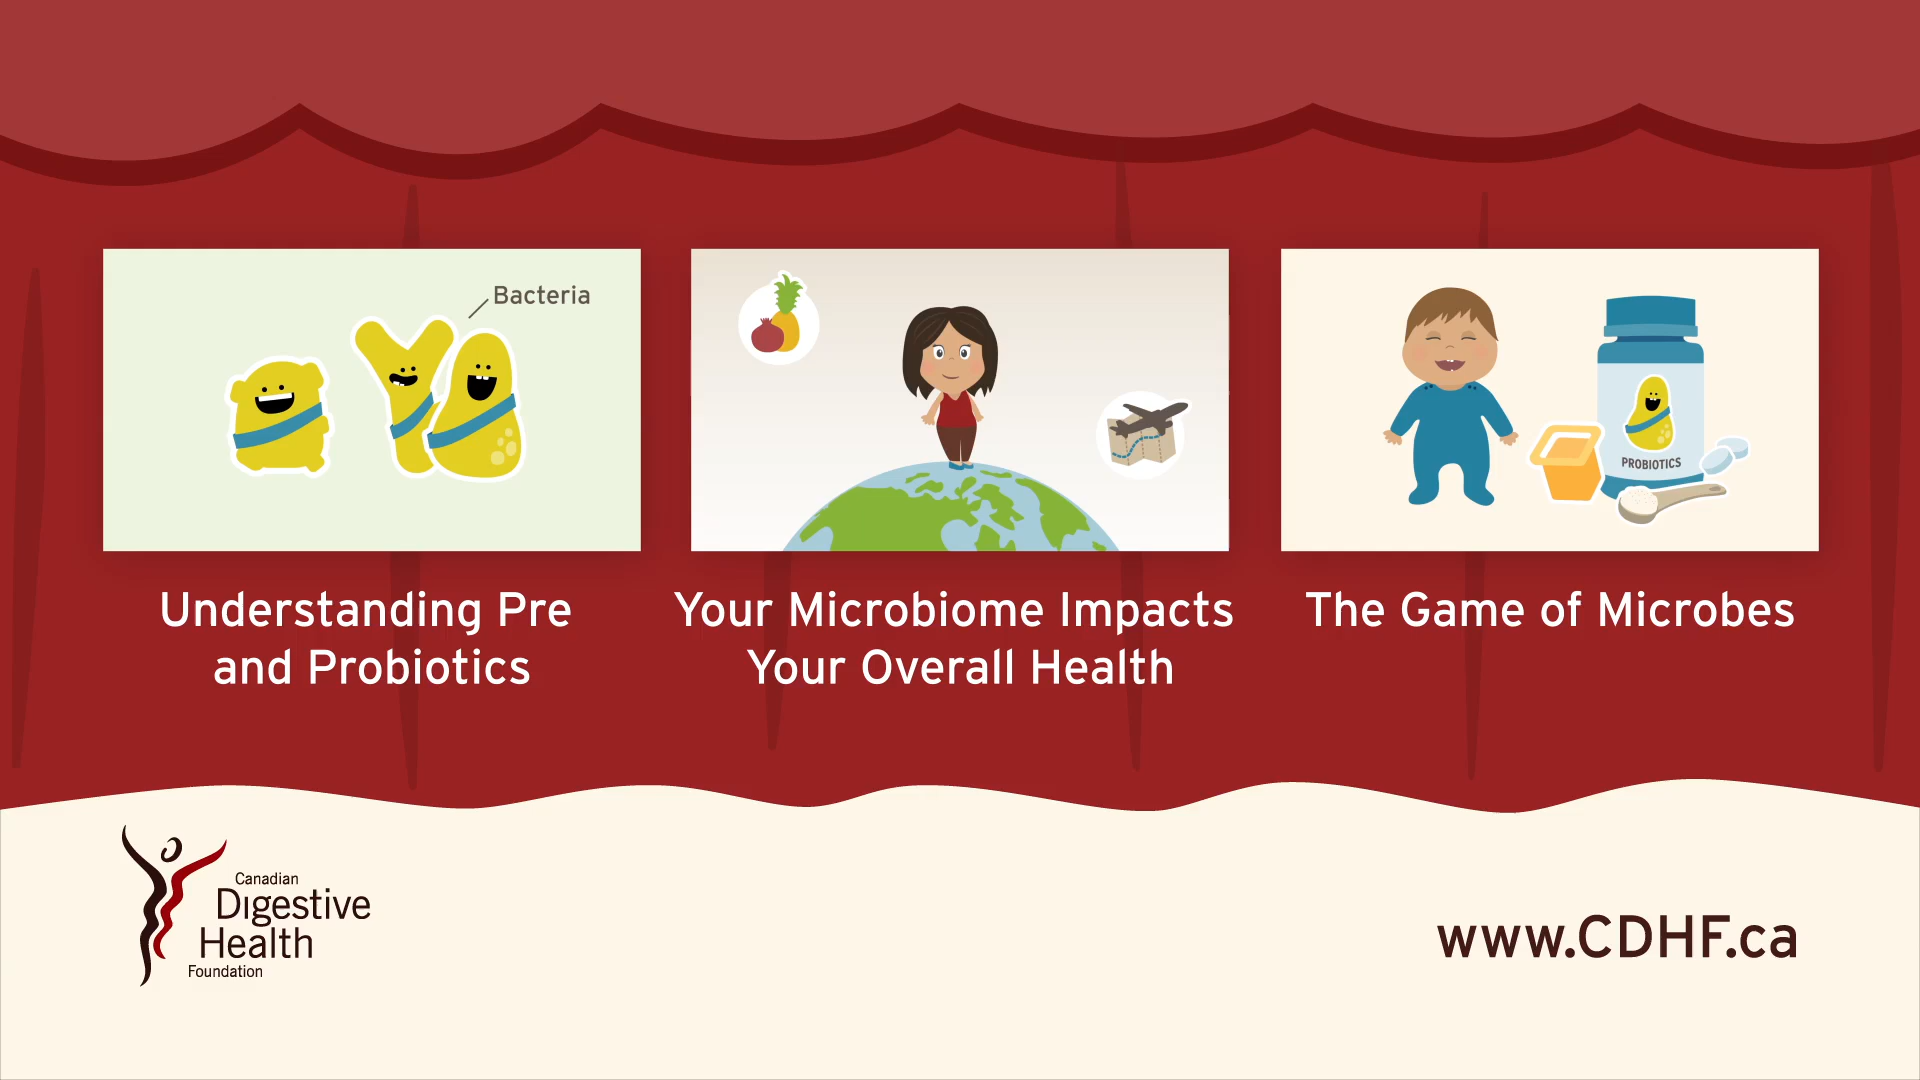 Bacteria
PROBIOTICS
Understanding Pre
and Probiotics
Your Microbiome Impacts
Your Overall Health
The Game of Microbes
Canadian
Digestive
Health
Foundation
www.CDHF.ca